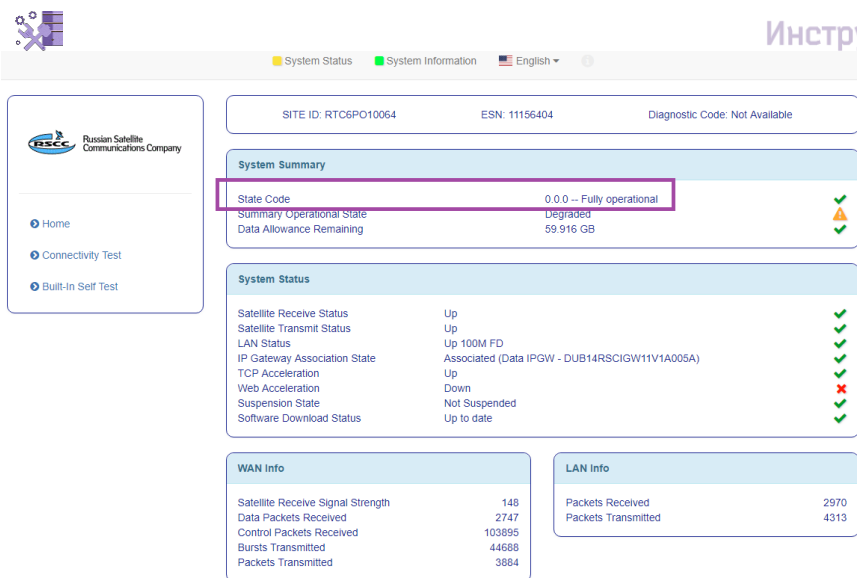 Инстр
System Status System Information English
SITE ID: RTC6PO10064 ESN: 11156404 Diagnostic Code: Not Available
RSCC Russian Satellite
Communications Company
Home
Connectivity Test
Built-In Self Test
System Summary
State Code 0.0.0 -- Fully operational
Summary Operational State Degraded
Data Allowance Remaining 59.916 GB
System Status
Satellite Receive Status Up
Satellite Transmit Status Up
LAN Status Up 100M FD
IP Gateway Association State Associated (Data IPGW - DUB14RSCIGW11V1A005A)
TCP Acceleration Up
Web Acceleration Down
Suspension State Not Suspended
Software Download Status Up to date
WAN Info
Satellite Receive Signal Strength 148
Data Packets Received 2747
Control Packets Received 103895
Bursts Transmitted 44688
Packets Transmitted 3884
LAN Info
Packets Received 2970
Packets Transmitted 4313